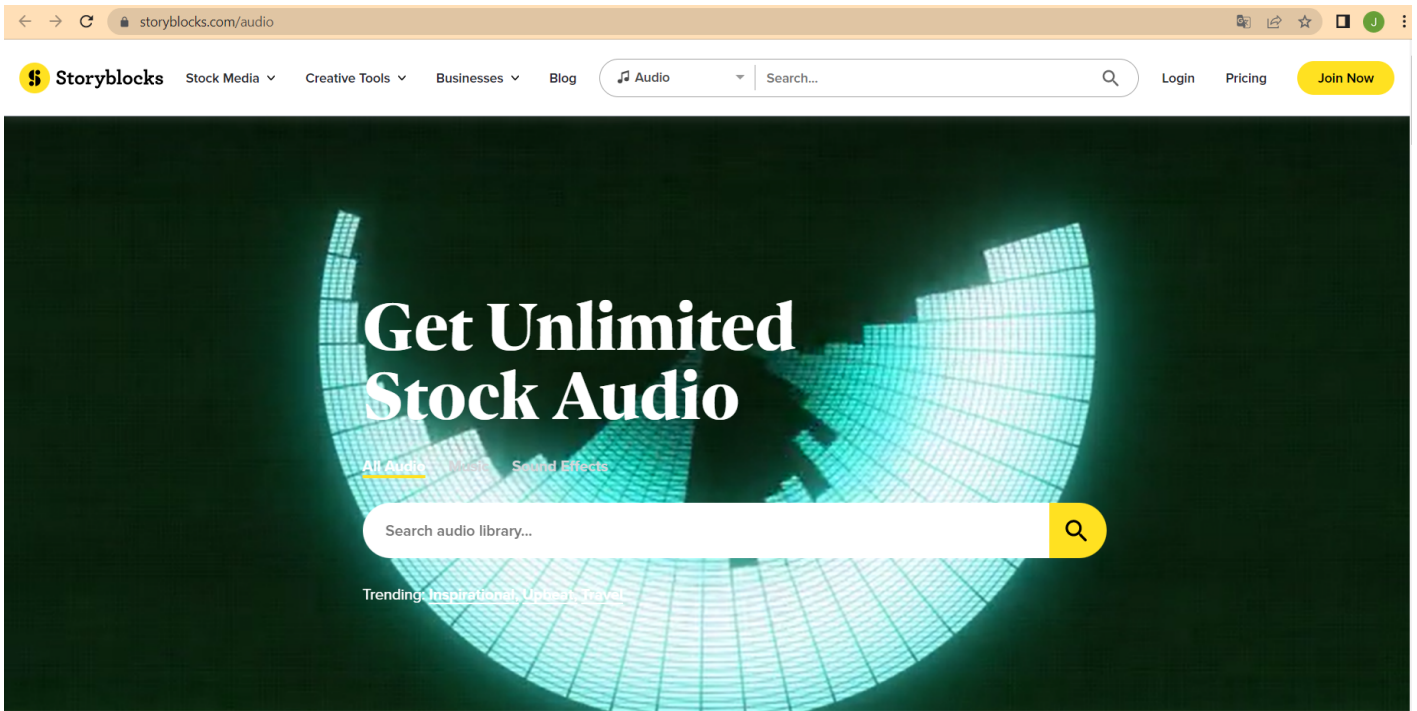 storyblocks.com/audio
J
Storyblocks Stock Media Creative Tools Businesses Blog Audio Search... Login Pricing Join Now
Get Unlimited
Stock Audio
All Audio Music Sound Effects
Search audio library...
Trending: Inspirational, Upbeat, Travel